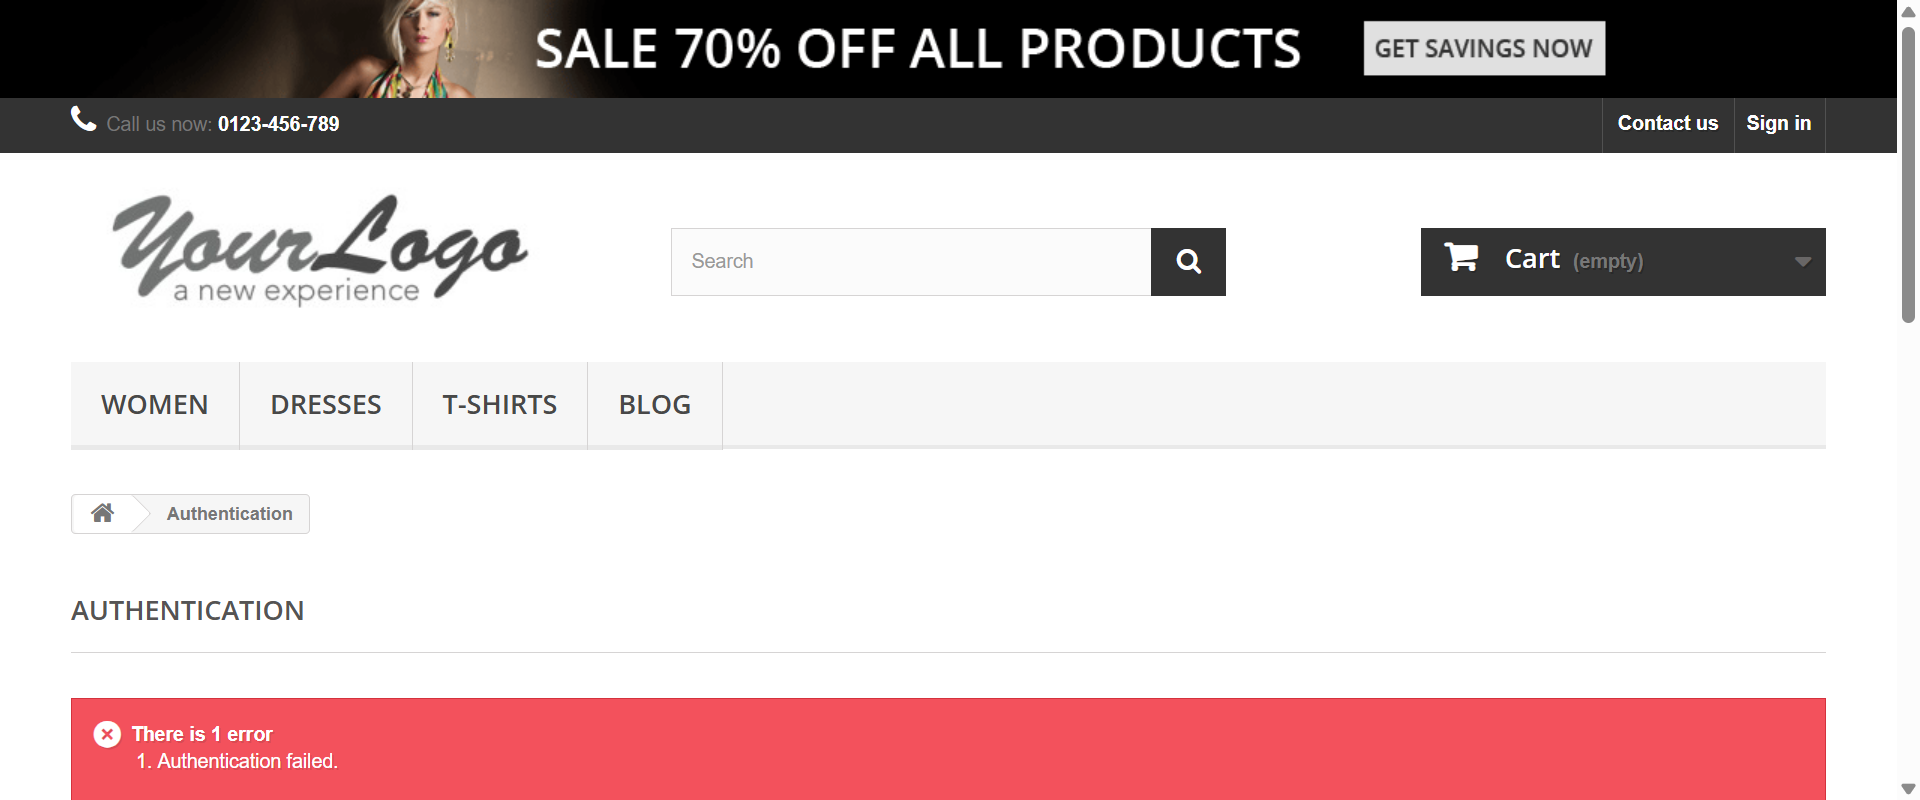 SALE 70% OFF ALL PRODUCTS
GET SAVINGS NOW
Call us now: 0123-456-789
Contact us
Sign in
YourLogo
a new experience
Search
Cart (empty)
WOMEN
DRESSES
T-SHIRTS
BLOG
Authentication
AUTHENTICATION
There is 1 error
1. Authentication failed.